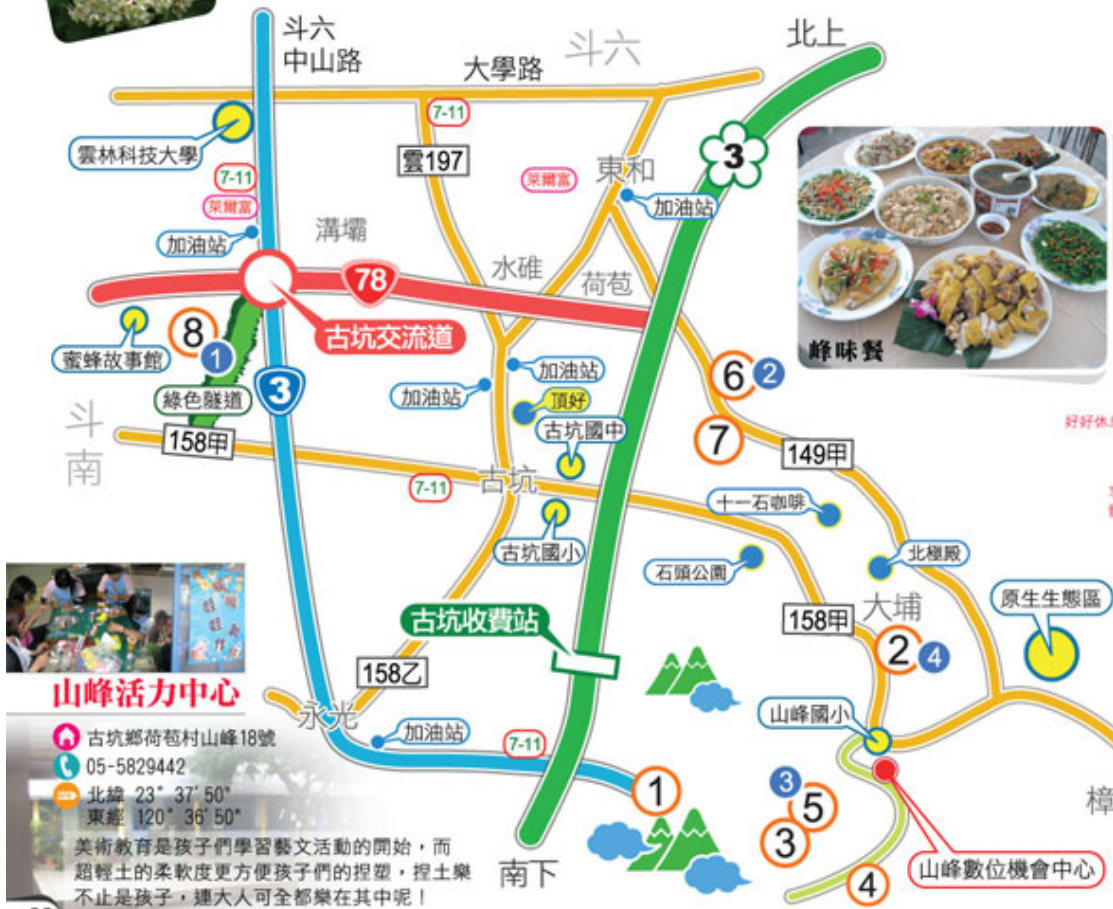 斗六
中山路
大學路
斗六
北上
7-11
雲林科技大學
雲197
3
7-11
萊爾富
萊爾富
東和
加油站
加油站
溝壩
水碓
荷苞
78
古坑交流道
蜜蜂故事館
8
1
綠色隧道
3
加油站
加油站
頂好
古坑國中
6
2
7
峰味餐
斗南
158甲
7-11
古坑
149甲
十一石咖啡
古坑國小
石頭公園
北極殿
原生生態區
古坑收費站
158甲
大埔
2
4
158乙
永光
加油站
7-11
山峰國小
1
3
5
3
4
樟
南下
山峰數位機會中心
山峰活力中心
古坑鄉荷苞村山峰18號
05-5829442
北緯 23° 37' 50"
東經 120° 36' 50"
美術教育是孩子們學習藝文活動的開始，而
超輕土的柔軟度更方便孩子們的捏塑，捏土樂
不止是孩子，連大人可全都樂在其中呢！
好好休